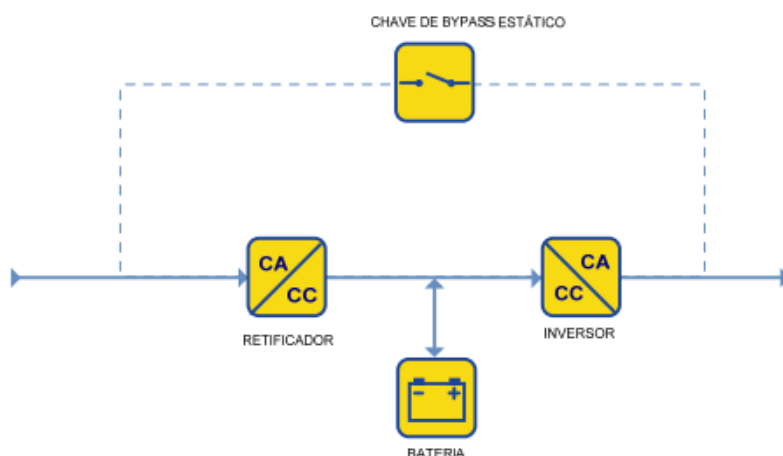 CHAVE DE BYPASS ESTÁTICO
CA
CC
CA
CC
RETIFICADOR
INVERSOR
- +
BATERIA